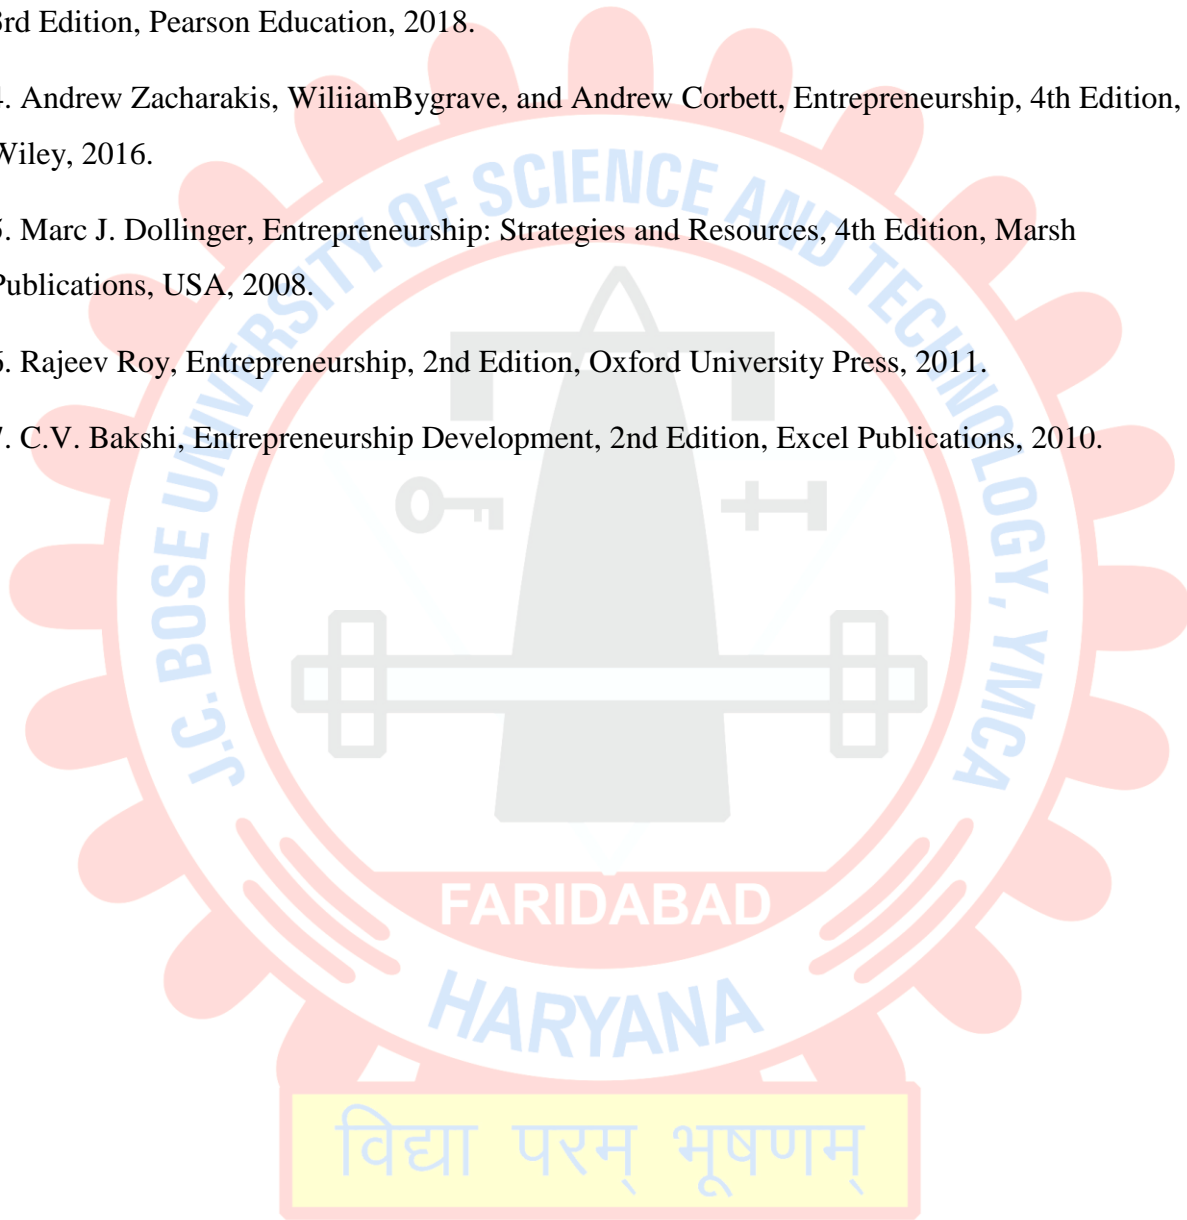 3rd Edition, Pearson Education, 2018.
4. Andrew Zacharakis, WiliiamBygrave, and Andrew Corbett, Entrepreneurship, 4th Edition,
Wiley, 2016.
5. Marc J. Dollinger, Entrepreneurship: Strategies and Resources, 4th Edition, Marsh
Publications, USA, 2008.
6. Rajeev Roy, Entrepreneurship, 2nd Edition, Oxford University Press, 2011.
7. C.V. Bakshi, Entrepreneurship Development, 2nd Edition, Excel Publications, 2010.
J.C. BOSE UNIVERSITY OF SCIENCE AND TECHNOLOGY, YMCA
FARIDABAD
HARYANA
विद्या परम् भूषणम्